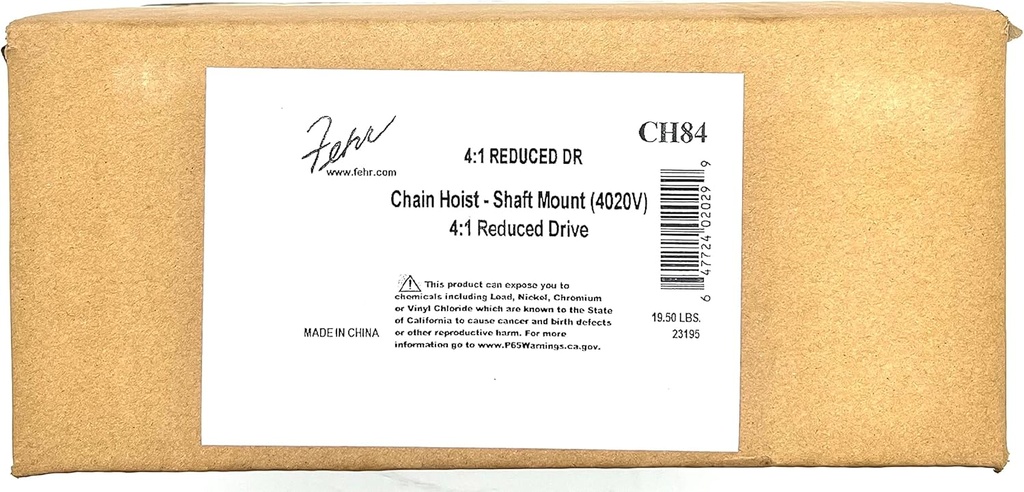 Fehr
www.fehr.com
CH84
4:1 REDUCED DR
Chain Hoist - Shaft Mount (4020V)
4:1 Reduced Drive
6 47724 02029 9
This product can expose you to
chemicals including Lead, Nickel, Chromium
or Vinyl Chloride which are known to the State
of California to cause cancer and birth defects
or other reproductive harm. For more
information go to www.P65Warnings.ca.gov.
MADE IN CHINA
19.50 LBS.
23195